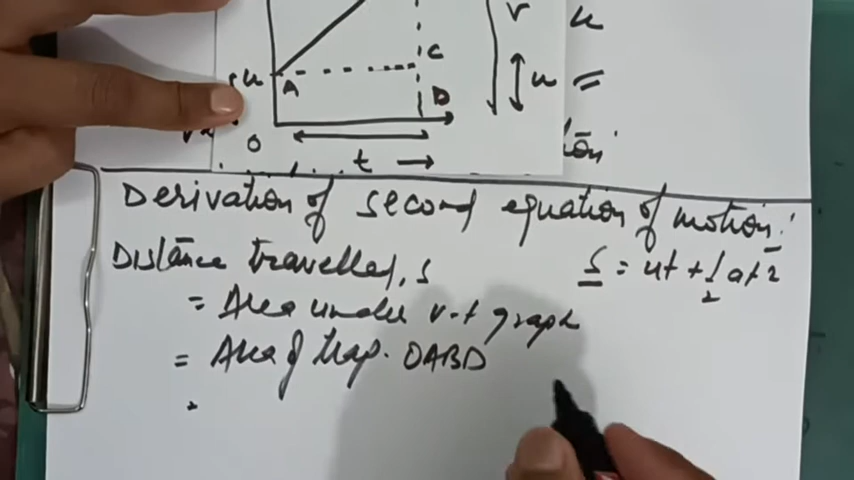 v u
C
u A u =
D
O
t →
Derivation of second equation of motion:
Distance travelled, s
s = ut + 1/2 at2
= Area under v-t graph
= Area of trap. OABD